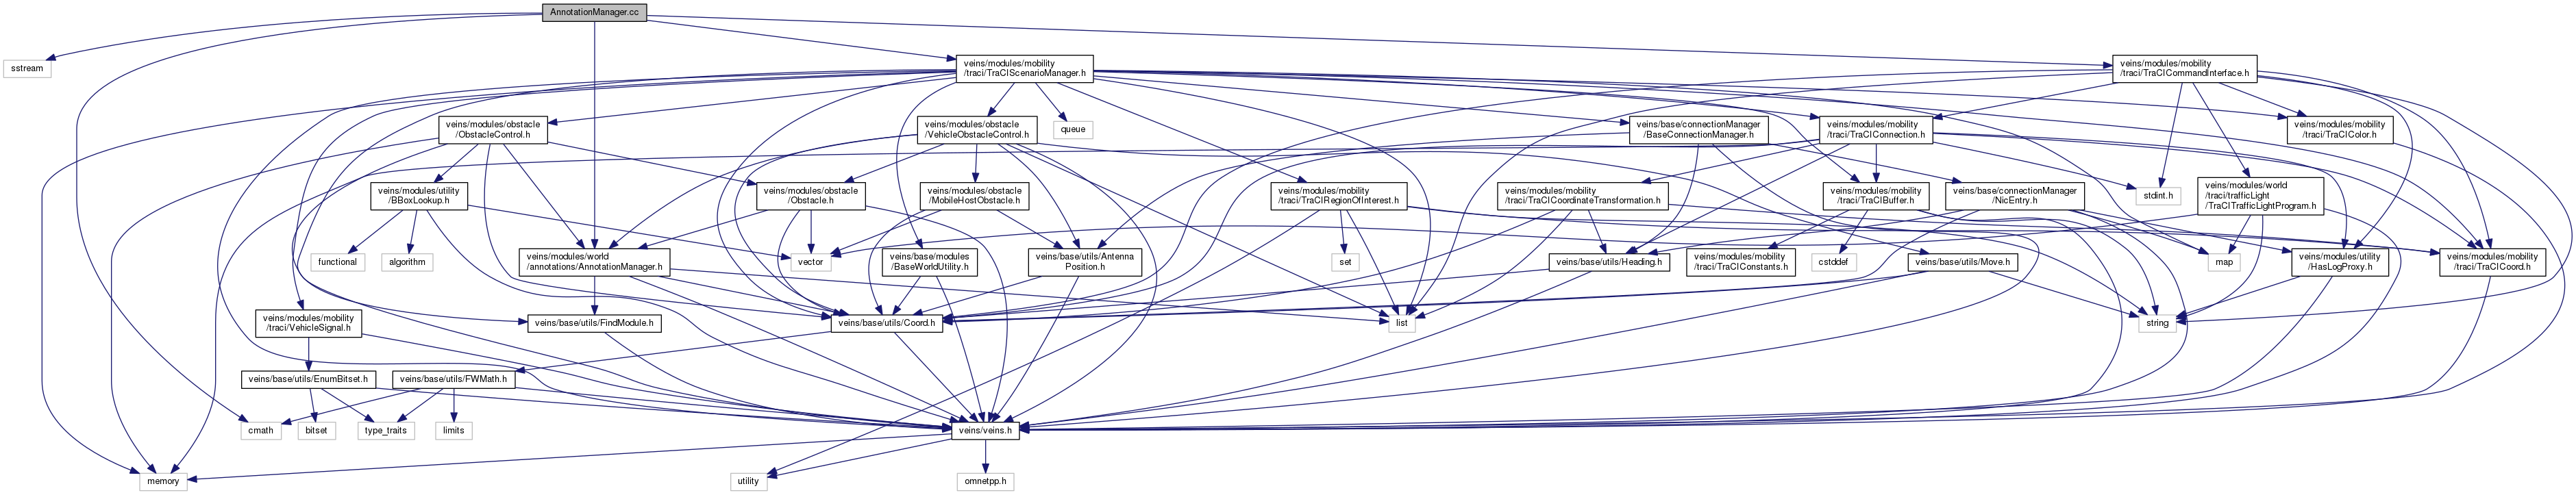 AnnotationManager.cc
sstream
veins/modules/mobility
/traci/TraCIScenarioManager.h
veins/modules/mobility
/traci/TraCICommandInterface.h
veins/modules/obstacle
/ObstacleControl.h
veins/modules/obstacle
/VehicleObstacleControl.h
queue
veins/base/connectionManager
/BaseConnectionManager.h
veins/modules/mobility
/traci/TraCIConnection.h
veins/modules/mobility
/traci/TraCIColor.h
veins/modules/utility
/BBoxLookup.h
veins/modules/obstacle
/Obstacle.h
veins/modules/obstacle
/MobileHostObstacle.h
veins/modules/mobility
/traci/TraCIRegionOfInterest.h
veins/modules/mobility
/traci/TraCICoordinateTransformation.h
veins/modules/mobility
/traci/TraCIBuffer.h
veins/base/connectionManager
/NicEntry.h
stdint.h
veins/modules/world
/traci/trafficLight
/TraCITrafficLightProgram.h
functional
algorithm
veins/modules/world
/annotations/AnnotationManager.h
vector
veins/base/modules
/BaseWorldUtility.h
veins/base/utils/Antenna
Position.h
set
veins/base/utils/Heading.h
veins/modules/mobility
/traci/TraCIConstants.h
cstddef
veins/base/utils/Move.h
map
veins/modules/utility
/HasLogProxy.h
veins/modules/mobility
/traci/TraCICoord.h
veins/modules/mobility
/traci/VehicleSignal.h
veins/base/utils/FindModule.h
veins/base/utils/Coord.h
list
string
veins/base/utils/EnumBitset.h
veins/base/utils/FWMath.h
cmath
bitset
type_traits
limits
veins/veins.h
memory
utility
omnetpp.h